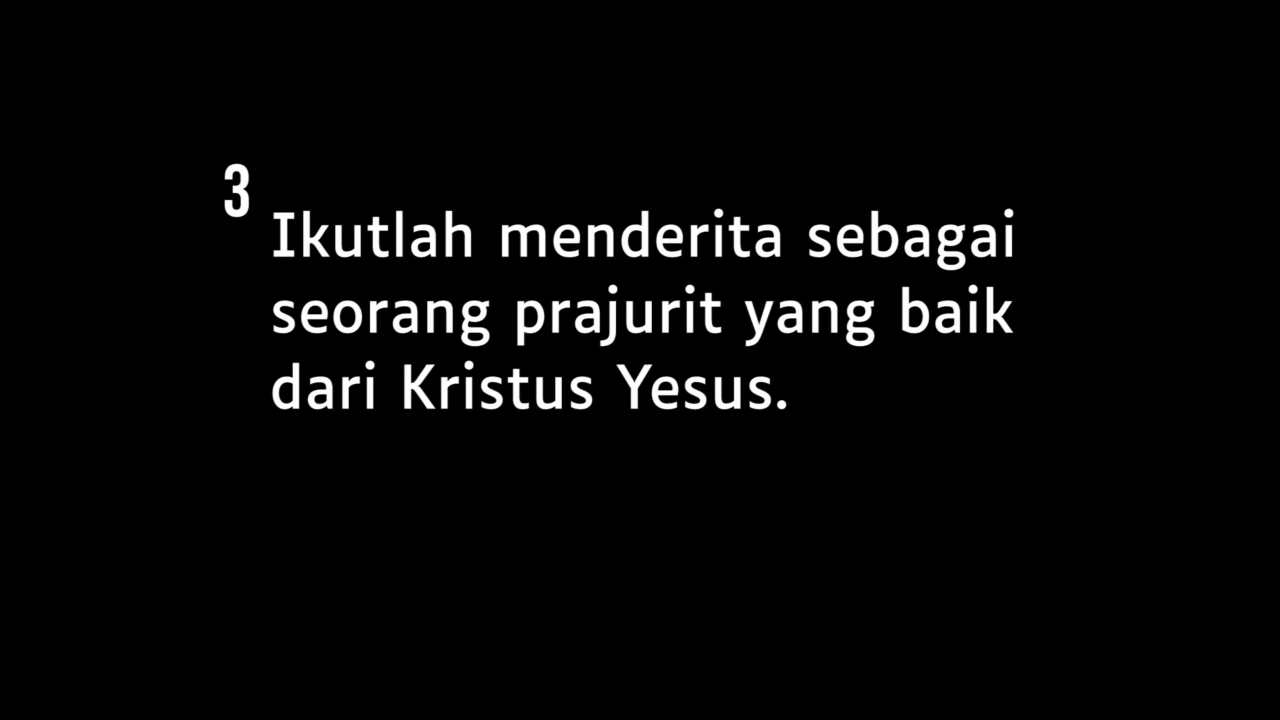 3
Ikutlah menderita sebagai
seorang prajurit yang baik
dari Kristus Yesus.